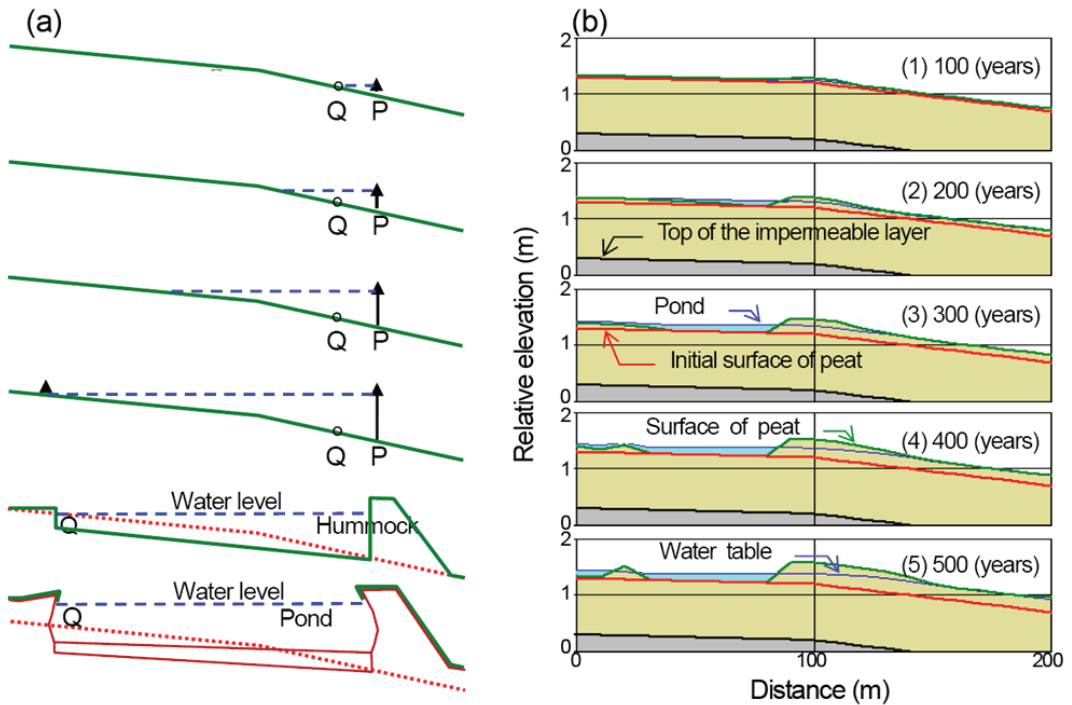 (a)
Q P
Q P
Q P
Q P
Water level
Q
Hummock
Water level
Q
Pond
(b)
Relative elevation (m)
2
(1) 100 (years)
1
0
2
(2) 200 (years)
1
Top of the impermeable layer
0
2
Pond
(3) 300 (years)
1
Initial surface of peat
0
2
Surface of peat
(4) 400 (years)
1
0
2
Water table
(5) 500 (years)
1
0
0 100 200
Distance (m)